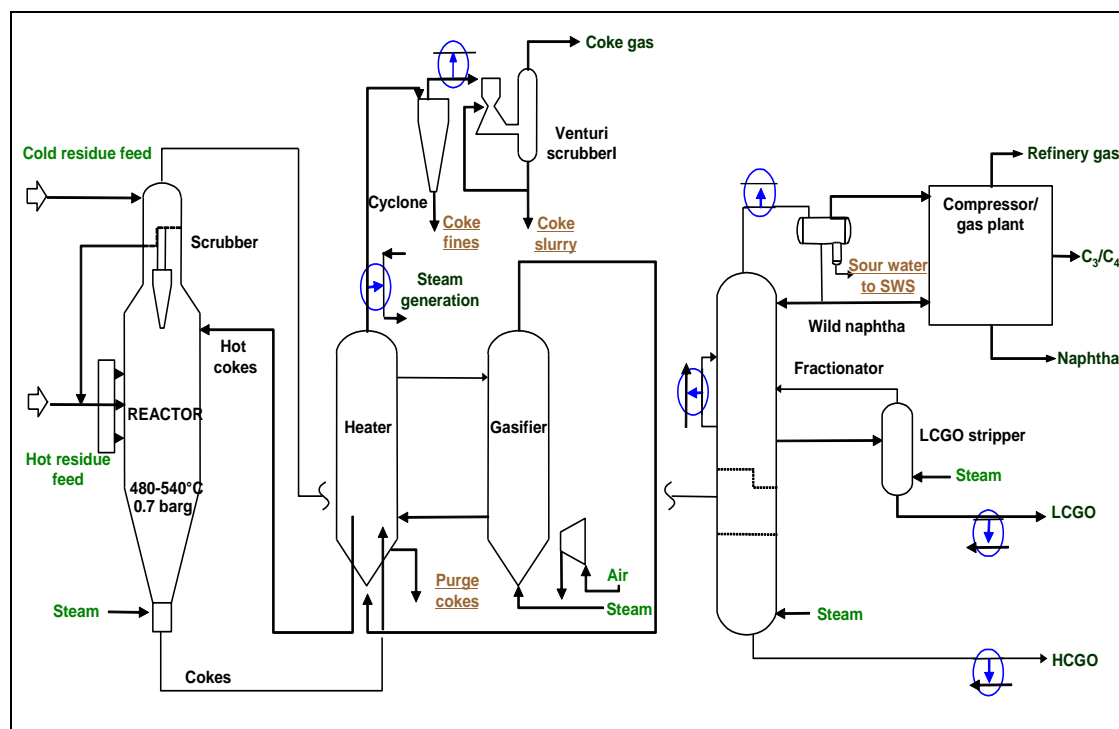 Coke gas
Cold residue feed
Venturi
scrubberl
Refinery gas
Cyclone
Compressor/
gas plant
Scrubber
Coke
fines
Coke
slurry
C3/C4
Sour water
to SWS
Steam
generation
Wild naphtha
Hot
cokes
Naphtha
Fractionator
REACTOR
Heater
Gasifier
LCGO stripper
Hot residue
feed
480-540°C
0.7 barg
Steam
LCGO
Purge
cokes
Air
Steam
Steam
Steam
Cokes
HCGO